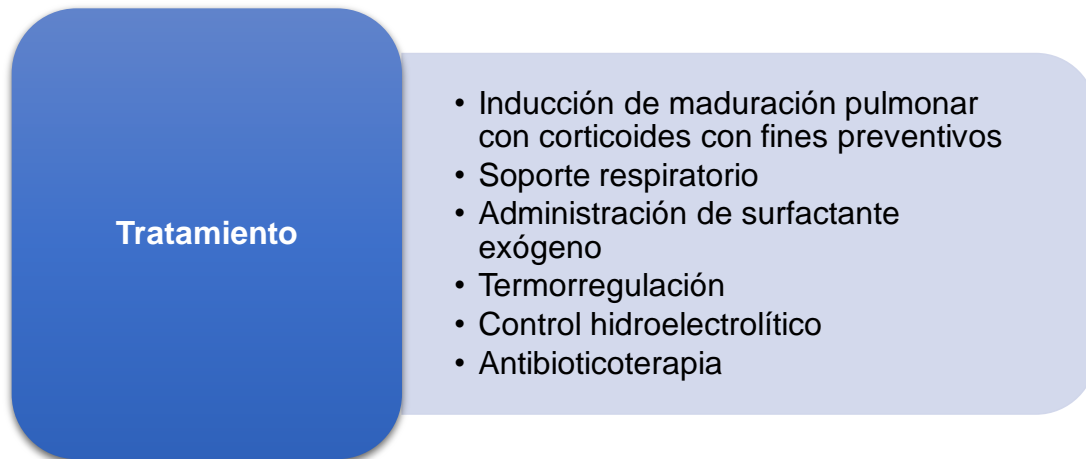 Tratamiento
• Inducción de maduración pulmonar
con corticoides con fines preventivos
• Soporte respiratorio
• Administración de surfactante
exógeno
• Termorregulación
• Control hidroelectrolítico
• Antibioticoterapia